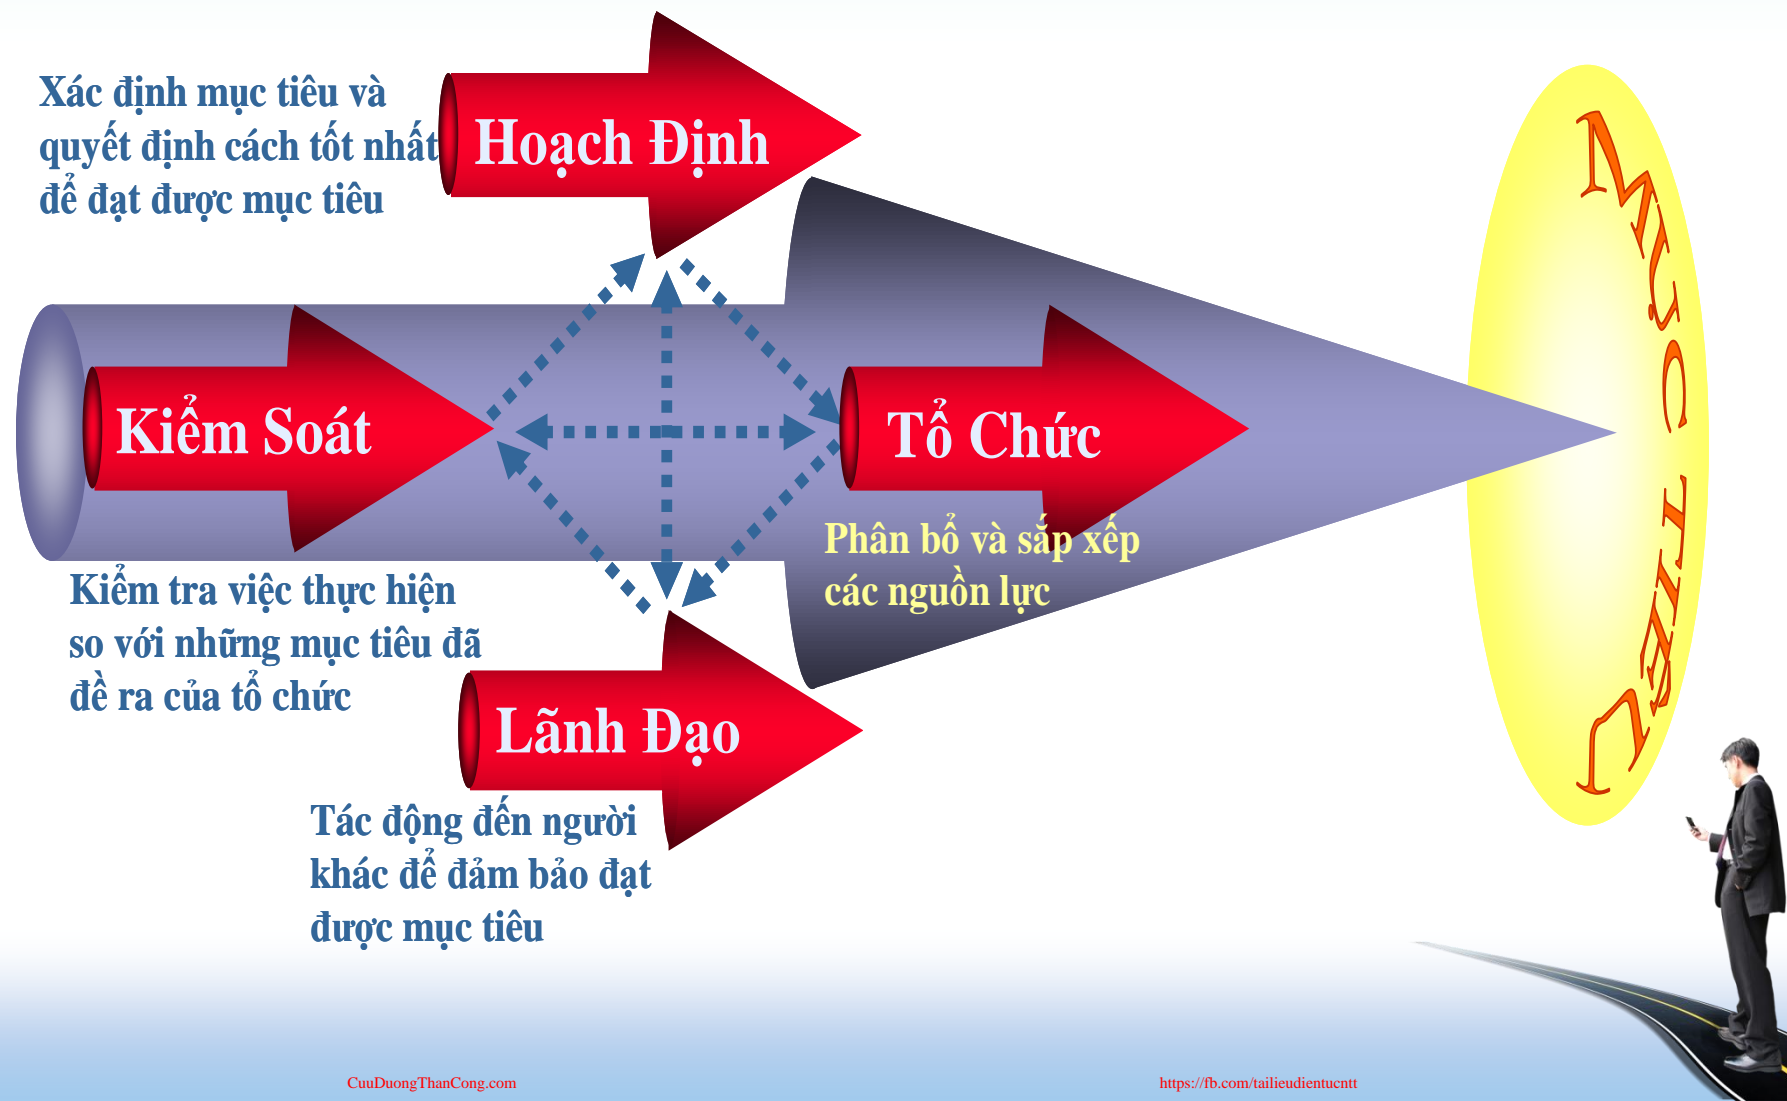 Xác định mục tiêu và
quyết định cách tốt nhất
để đạt được mục tiêu
Hoạch Định
Kiểm Soát
Tổ Chức
Phân bổ và sắp xếp
các nguồn lực
Kiểm tra việc thực hiện
so với những mục tiêu đã
đề ra của tổ chức
Lãnh Đạo
Tác động đến người
khác để đảm bảo đạt
được mục tiêu
MỤC TIÊU
CuuDuongThanCong.com
https://fb.com/tailieudientucntt